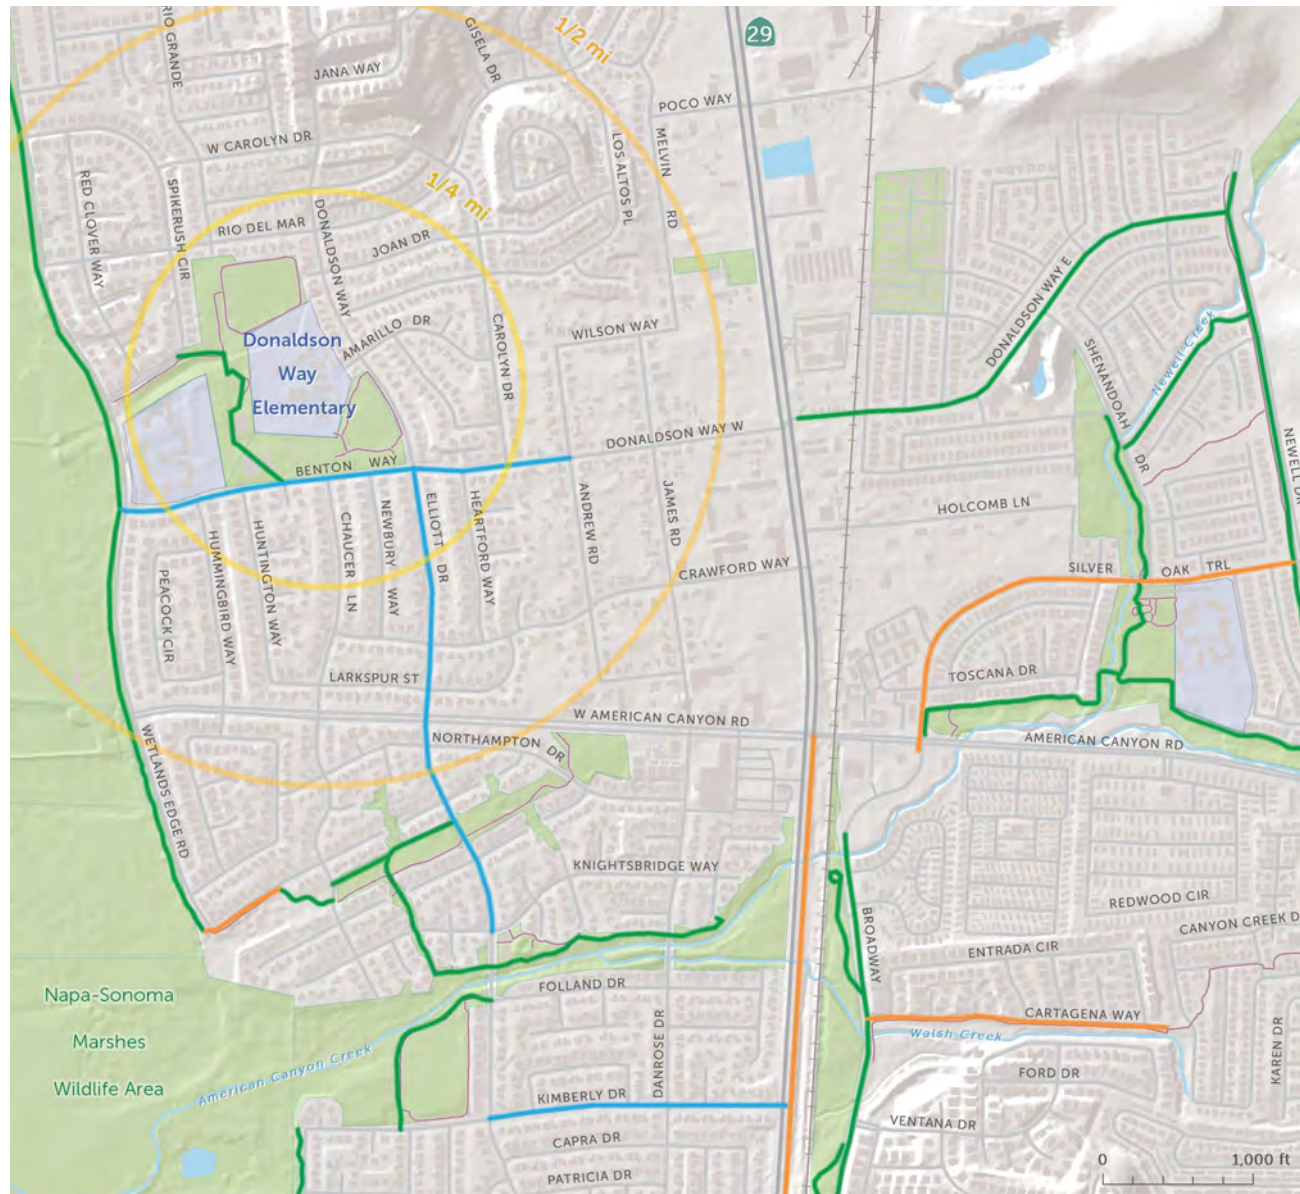 RIO GRANDE
GISELA DR
1/2 mi
29
JANA WAY
POCO WAY
W CAROLYN DR
LOS ALTOS PL
MELVIN RD
RED CLOVER WAY
SPIKERUSH CIR
1/4 mi
DONALDSON WAY
RIO DEL MAR
JOAN DR
DONALDSON WAY E
Newell Creek
SHENANDOAH DR
AMARILLO DR
CAROLYN DR
WILSON WAY
Donaldson
Way
Elementary
DONALDSON WAY W
NEWELL DR
BENTON WAY
ELLIOTT DR
HEARTFORD WAY
ANDREW RD
JAMES RD
HOLCOMB LN
HUMMINGBIRD WAY
HUNTINGTON WAY
CHAUCER LN
NEWBURY WAY
PEACOCK CIR
CRAWFORD WAY
SILVER OAK TRL
LARKSPUR ST
TOSCANA DR
W AMERICAN CANYON RD
AMERICAN CANYON RD
NORTHAMPTON DR
WETLANDS EDGE RD
KNIGHTSBRIDGE WAY
REDWOOD CIR
BROADWAY
CANYON CREEK D
ENTRADA CIR
FOLLAND DR
Napa-Sonoma
Marshes
Wildlife Area
CARTAGENA WAY
Walsh Creek
American Canyon Creek
DANROSE DR
KAREN DR
FORD DR
KIMBERLY DR
VENTANA DR
CAPRA DR
PATRICIA DR
0 1,000 ft